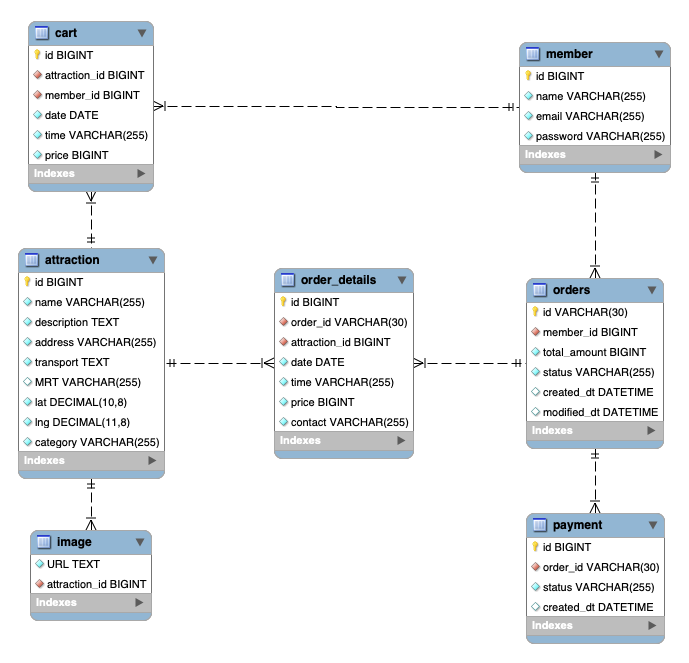 cart
id BIGINT
attraction_id BIGINT
member_id BIGINT
date DATE
time VARCHAR(255)
price BIGINT
Indexes
member
id BIGINT
name VARCHAR(255)
email VARCHAR(255)
password VARCHAR(255)
Indexes
attraction
id BIGINT
name VARCHAR(255)
description TEXT
address VARCHAR(255)
transport TEXT
MRT VARCHAR(255)
lat DECIMAL(10,8)
lng DECIMAL(11,8)
category VARCHAR(255)
Indexes
order_details
id BIGINT
order_id VARCHAR(30)
attraction_id BIGINT
date DATE
time VARCHAR(255)
price BIGINT
contact VARCHAR(255)
Indexes
orders
id VARCHAR(30)
member_id BIGINT
total_amount BIGINT
status VARCHAR(255)
created_dt DATETIME
modified_dt DATETIME
Indexes
image
URL TEXT
attraction_id BIGINT
Indexes
payment
id BIGINT
order_id VARCHAR(30)
status VARCHAR(255)
created_dt DATETIME
Indexes